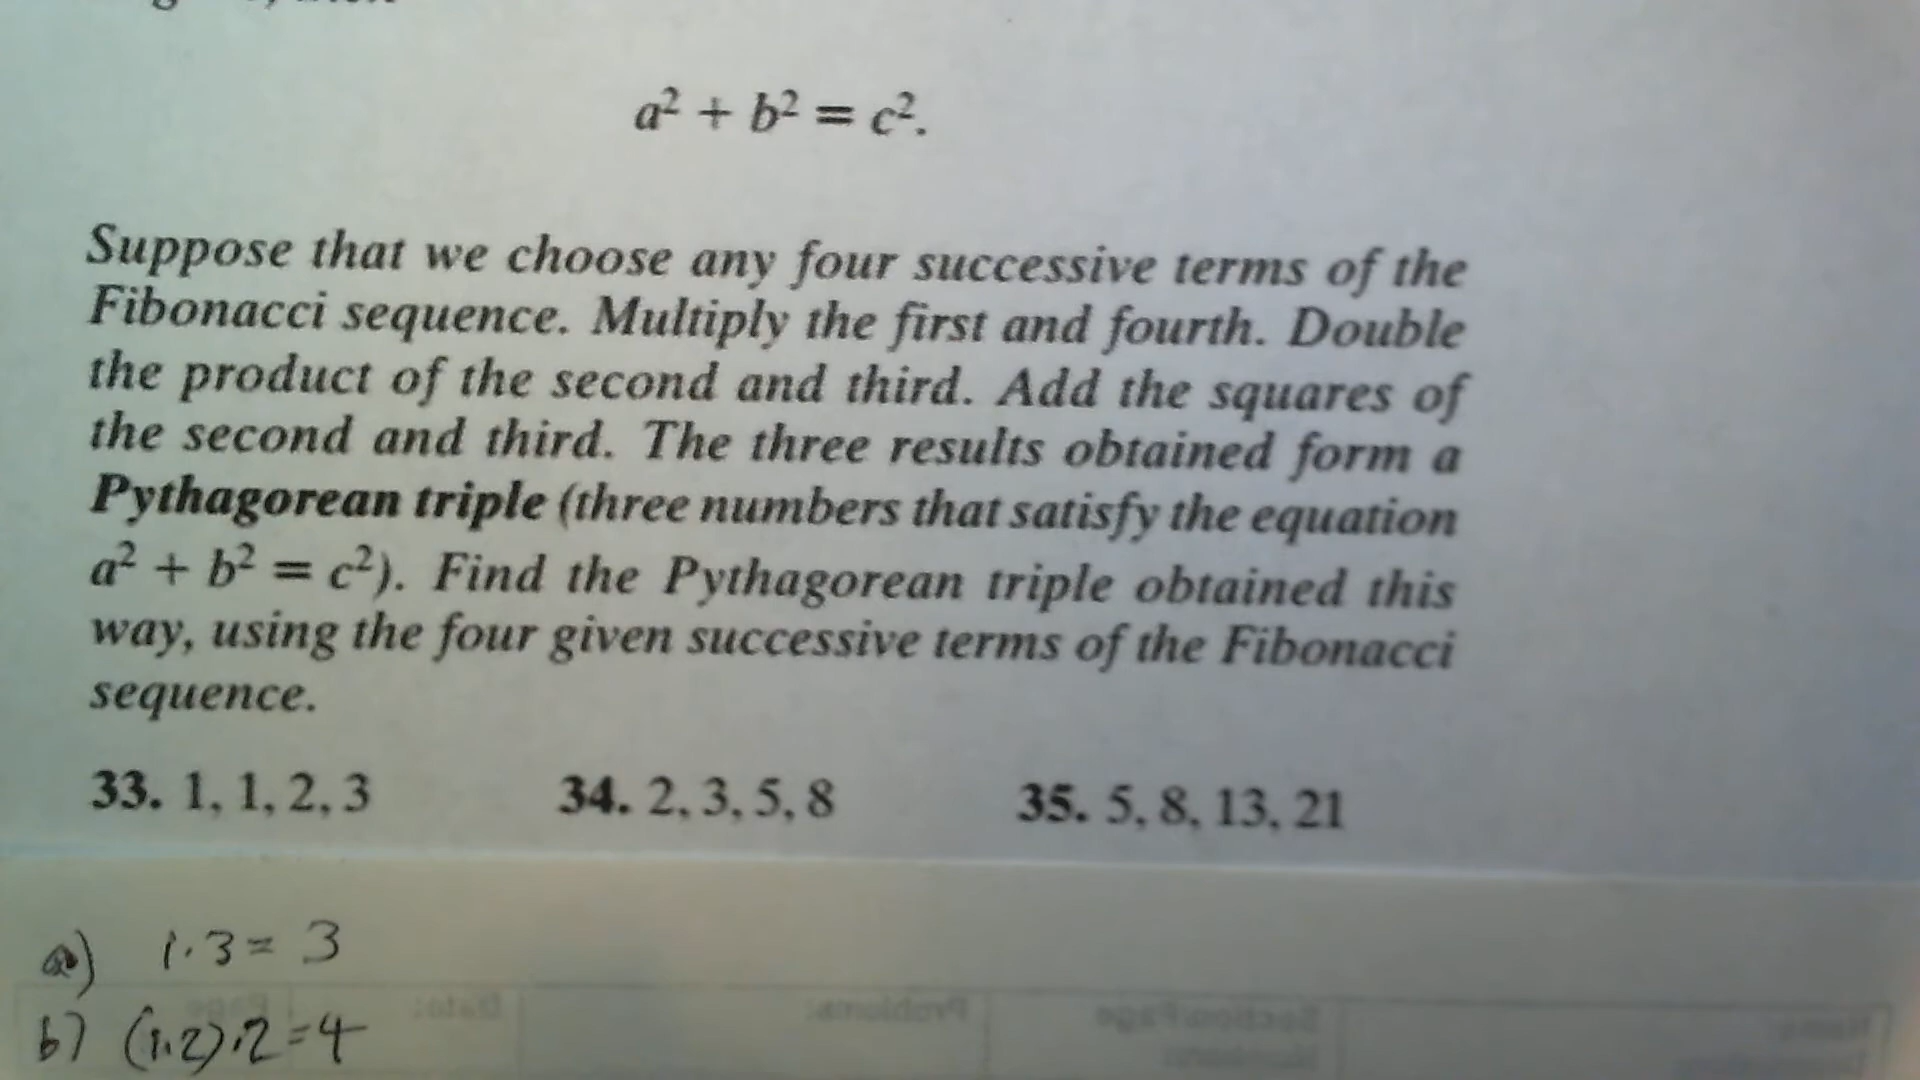 a² + b² = c².
Suppose that we choose any four successive terms of the
Fibonacci sequence. Multiply the first and fourth. Double
the product of the second and third. Add the squares of
the second and third. The three results obtained form a
Pythagorean triple (three numbers that satisfy the equation
a² + b² = c²). Find the Pythagorean triple obtained this
way, using the four given successive terms of the Fibonacci
sequence.
33. 1, 1, 2, 3 34. 2, 3, 5, 8 35. 5, 8, 13, 21
a) 1·3 = 3
b) (1·2)·2 = 4